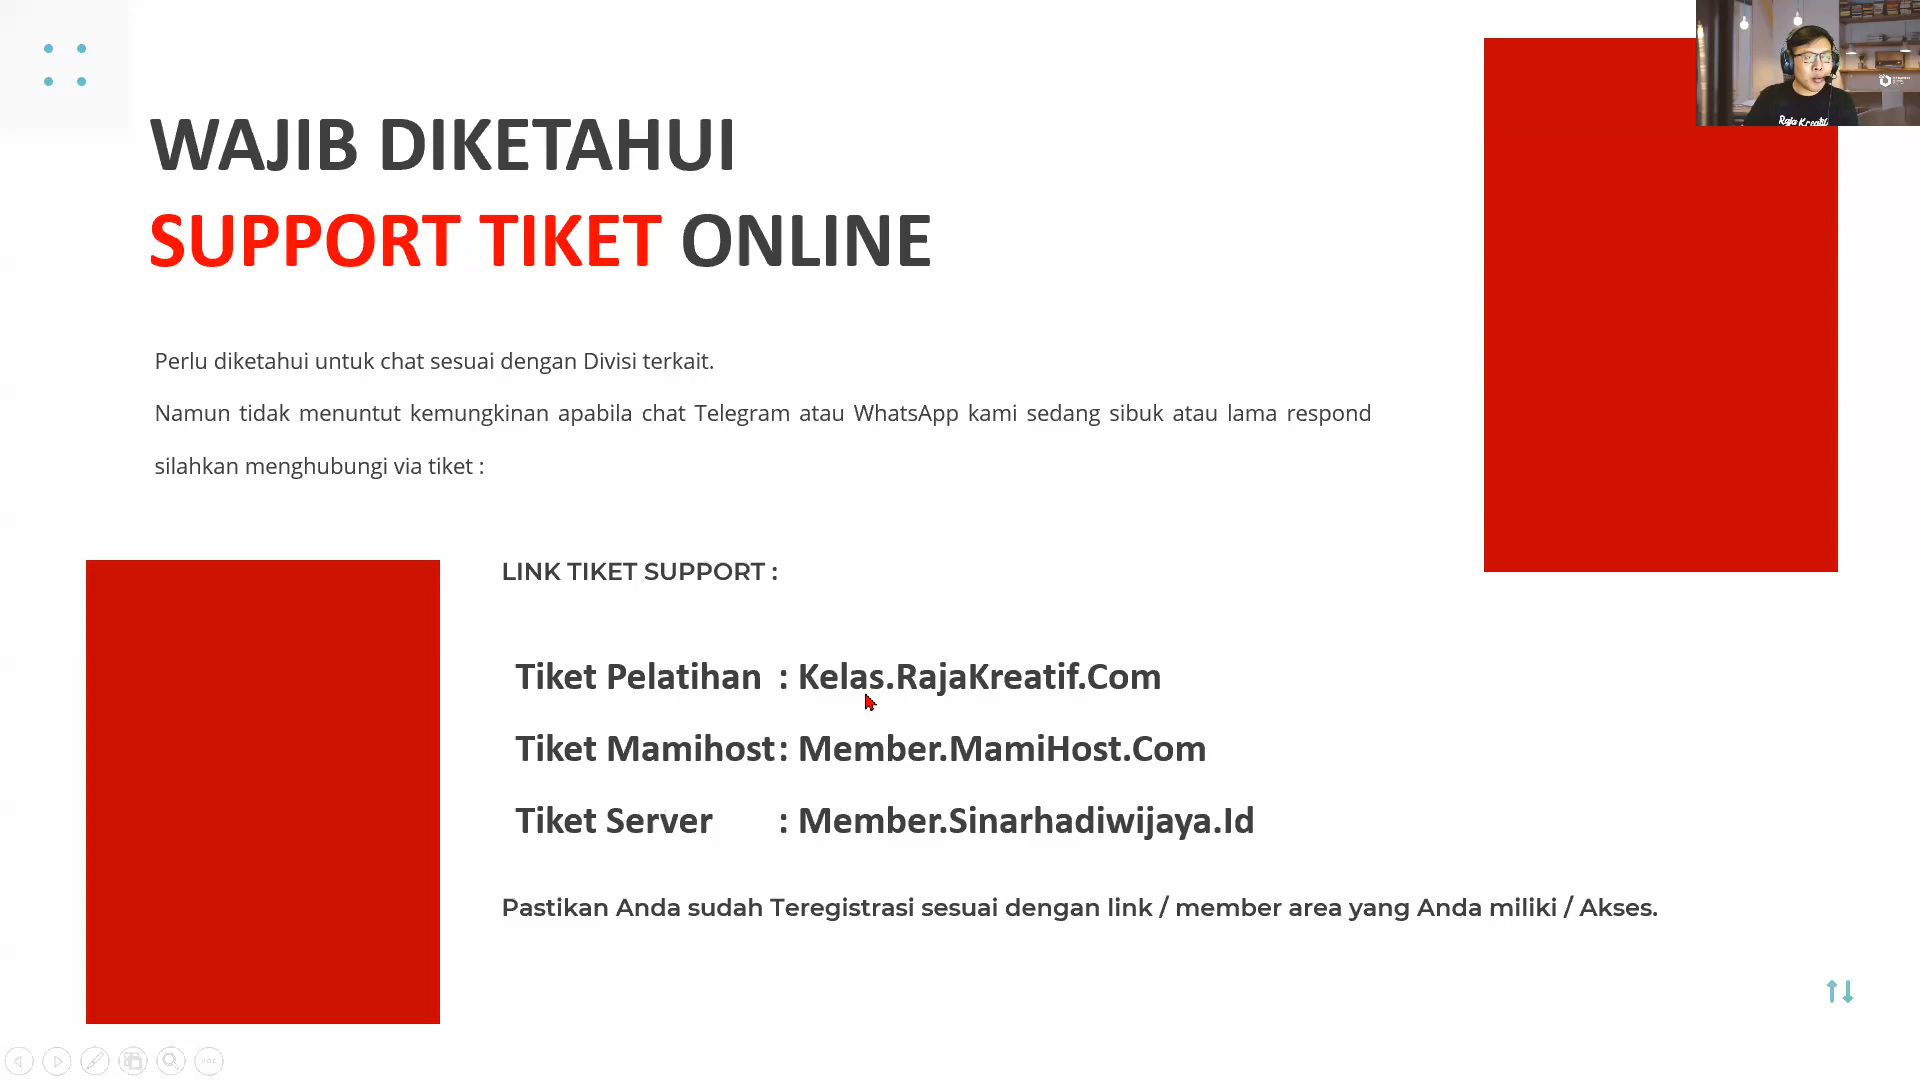 WAJIB DIKETAHUI
SUPPORT TIKET ONLINE
Perlu diketahui untuk chat sesuai dengan Divisi terkait.
Namun tidak menuntut kemungkinan apabila chat Telegram atau WhatsApp kami sedang sibuk atau lama respond
silahkan menghubungi via tiket :
LINK TIKET SUPPORT :
Tiket Pelatihan : Kelas.RajaKreatif.Com
Tiket Mamihost : Member.MamiHost.Com
Tiket Server : Member.Sinarhadiwijaya.Id
Pastikan Anda sudah Teregistrasi sesuai dengan link / member area yang Anda miliki / Akses.
Raja Kreatif